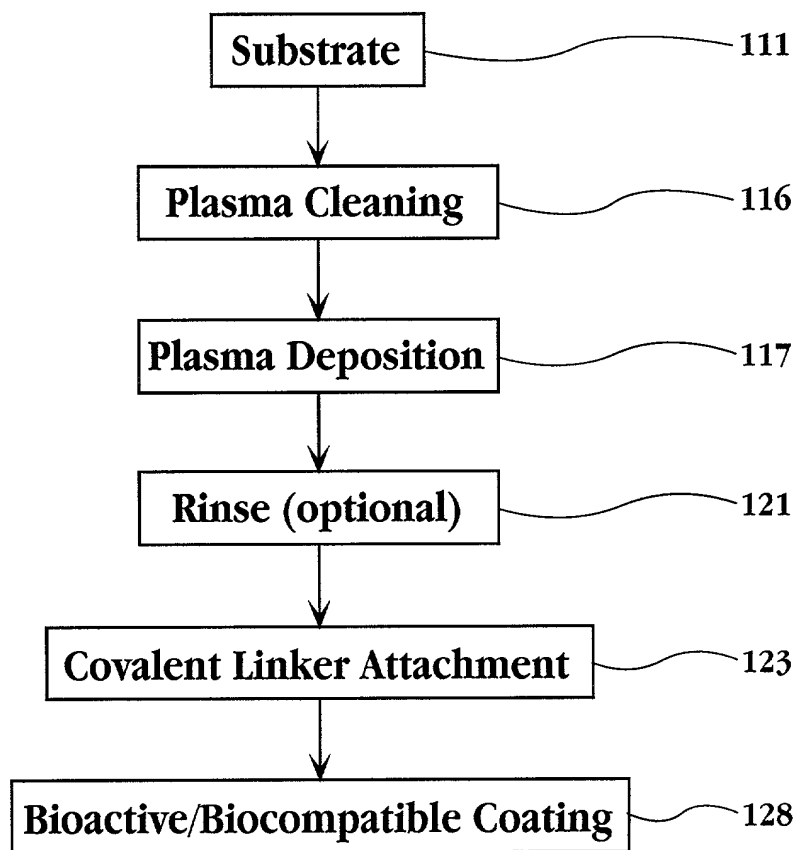 Substrate 111
Plasma Cleaning 116
Plasma Deposition 117
Rinse (optional) 121
Covalent Linker Attachment 123
Bioactive/Biocompatible Coating 128